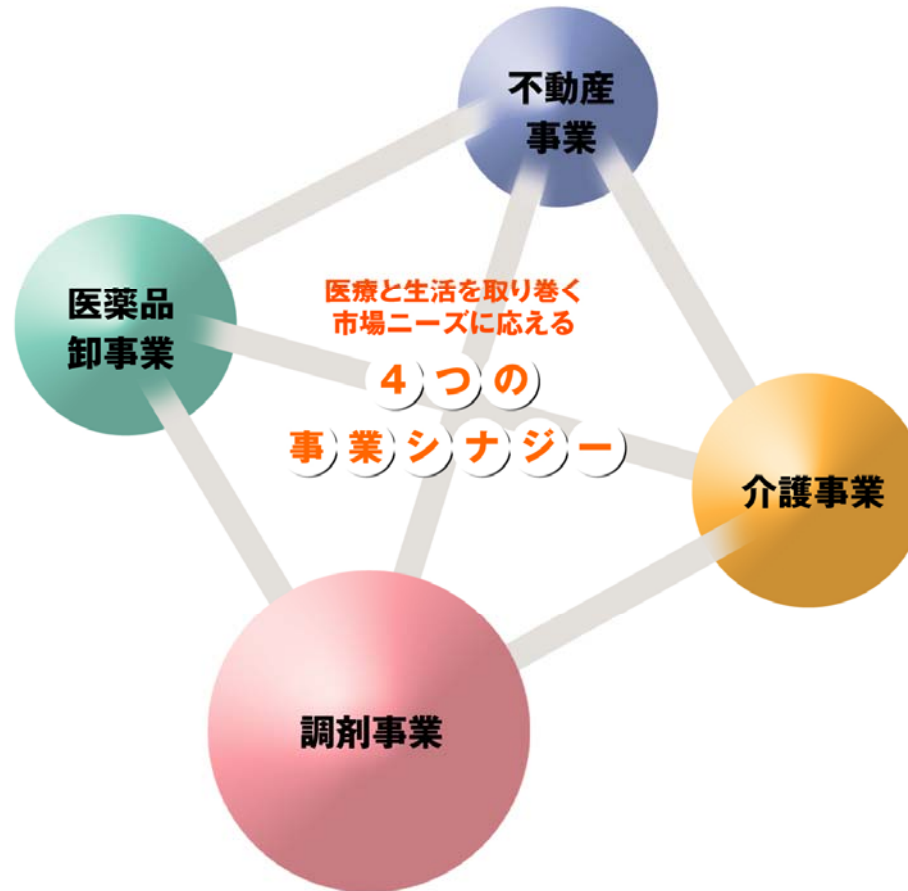 不動産
事業
医薬品
卸事業
医療と生活を取り巻く
市場ニーズに応える
4つの
事業シナジー
介護事業
調剤事業